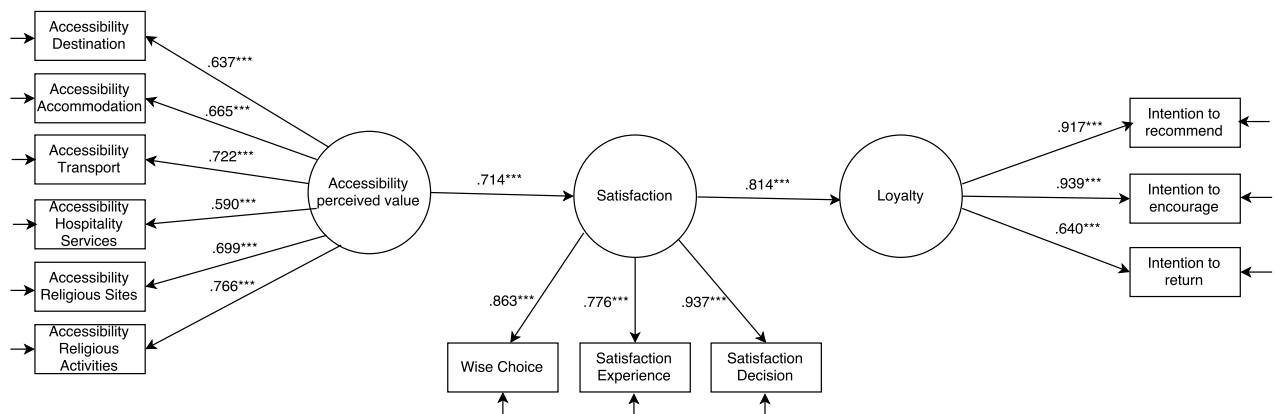 Accessibility
Destination
.637***
Accessibility
Accommodation
.665***
Accessibility
Transport
.722***
Accessibility
Hospitality
Services
.590***
Accessibility
Religious Sites
.699***
Accessibility
Religious
Activities
.766***
Accessibility
perceived value
.714***
Satisfaction
.814***
Loyalty
.863***
.776***
.937***
Wise Choice
Satisfaction
Experience
Satisfaction
Decision
.917***
Intention to
recommend
.939***
Intention to
encourage
.640***
Intention to
return